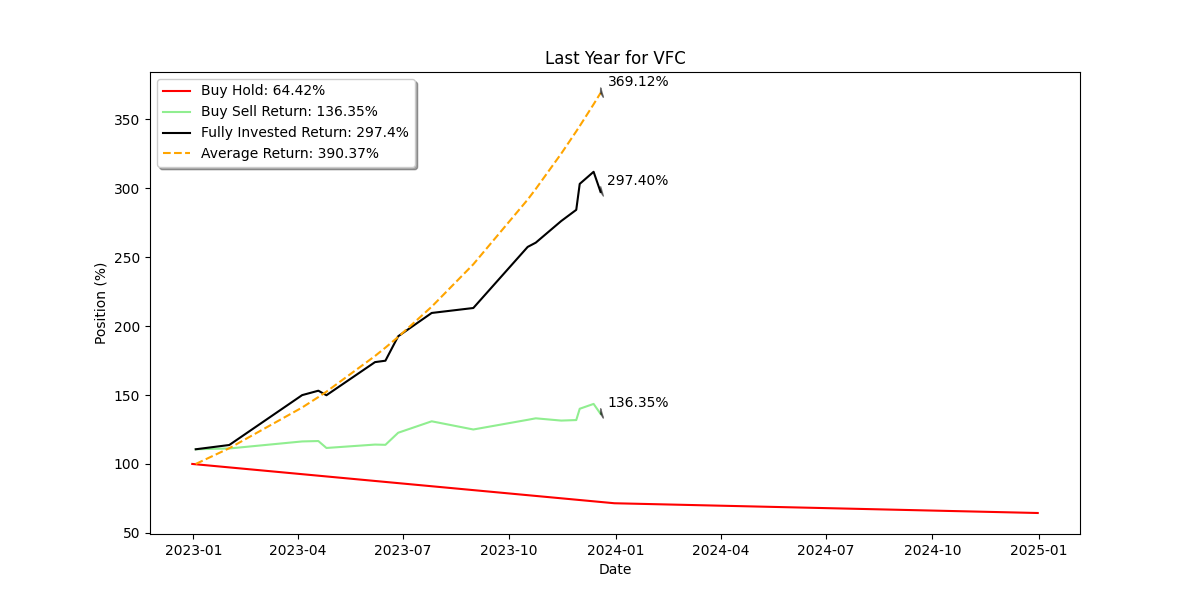 Last Year for VFC
Buy Hold: 64.42%
Buy Sell Return: 136.35%
Fully Invested Return: 297.4%
Average Return: 390.37%
369.12%
297.40%
136.35%
350
300
250
200
150
100
50
Position (%)
2023-01 2023-04 2023-07 2023-10 2024-01 2024-04 2024-07 2024-10 2025-01
Date